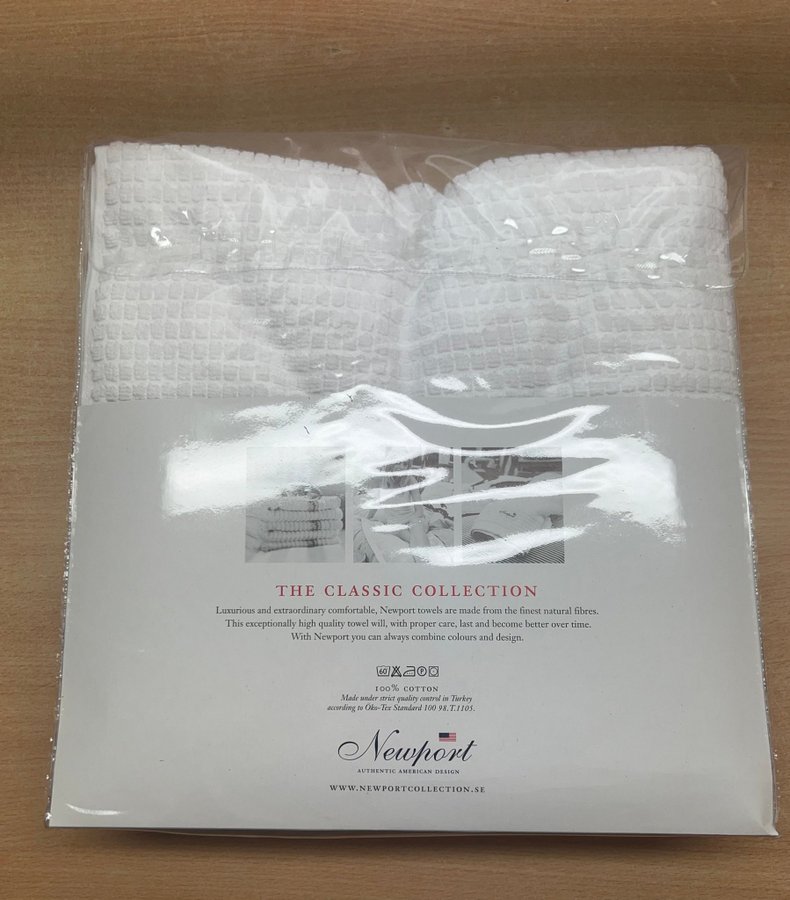 THE CLASSIC COLLECTION
Luxurious and extraordinary comfortable, Newport towels are made from the finest natural fibres.
This exceptionally high quality towel will, with proper care, last and become better over time.
With Newport you can always combine colours and design.
60 P
100% COTTON
Made under strict quality control in Turkey
according to Öko-Tex Standard 100 98.T.1105.
Newport
AUTHENTIC AMERICAN DESIGN
WWW.NEWPORTCOLLECTION.SE